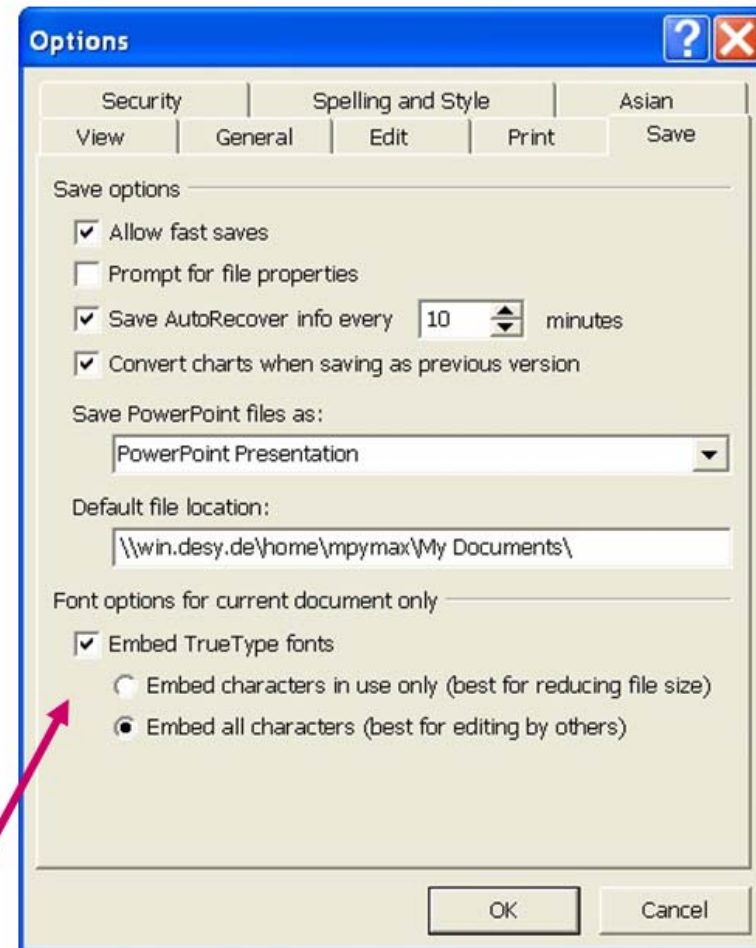 Options
Security Spelling and Style Asian
View General Edit Print Save
Save options
Allow fast saves
Prompt for file properties
Save AutoRecover info every 10 minutes
Convert charts when saving as previous version
Save PowerPoint files as:
PowerPoint Presentation
Default file location:
\\win.desy.de\home\mpymax\My Documents\
Font options for current document only
Embed TrueType fonts
Embed characters in use only (best for reducing file size)
Embed all characters (best for editing by others)
OK Cancel